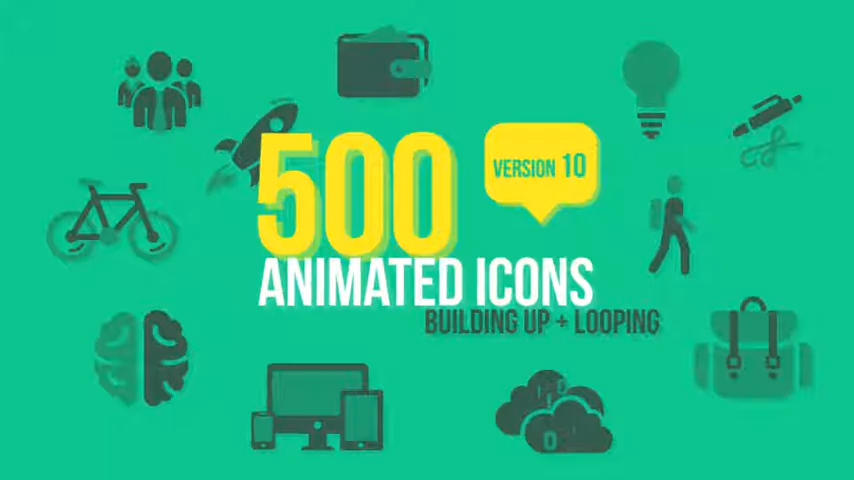 500
VERSION 10
ANIMATED ICONS
BUILDING UP + LOOPING